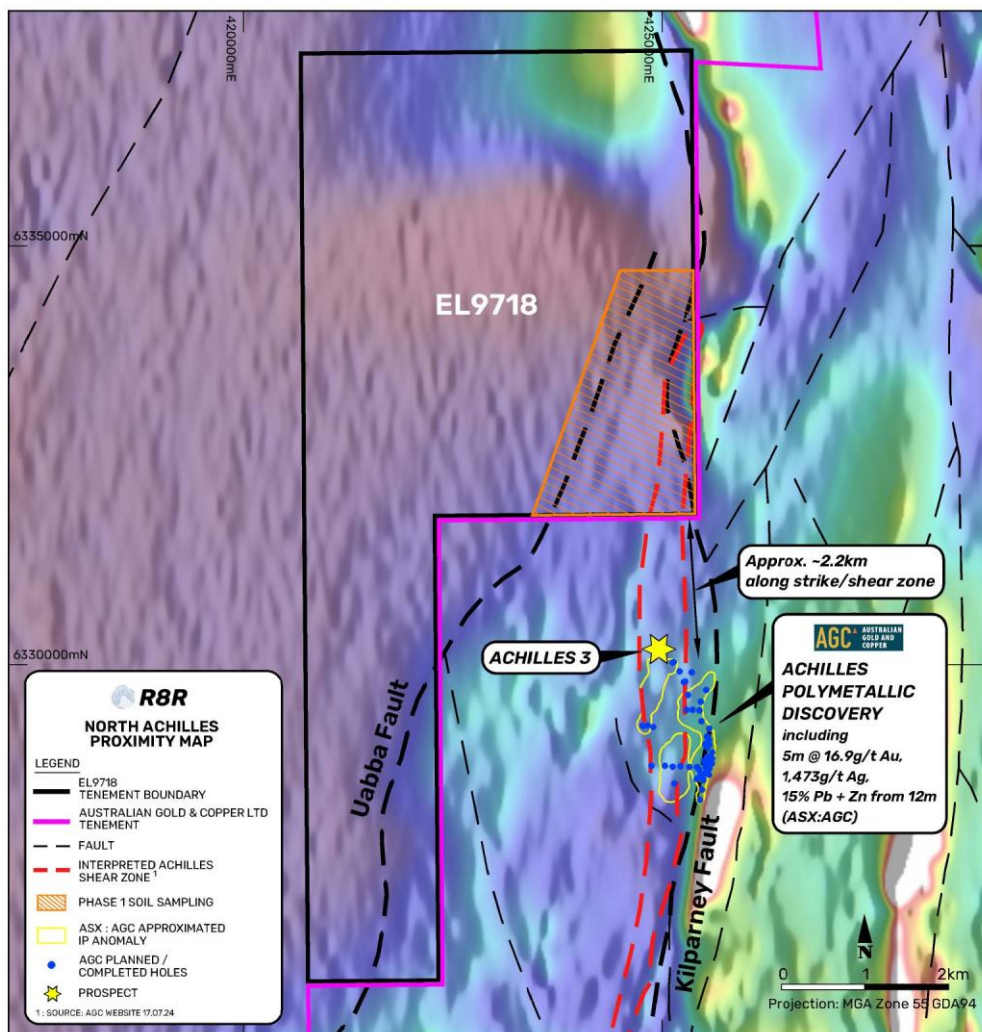 420000mE
425000mE
6335000mN
EL9718
Approx. ~2.2km
along strike/shear zone
ACHILLES 3
6330000mN
AGC AUSTRALIAN
GOLD AND
COPPER
ACHILLES
POLYMETALLIC
DISCOVERY
including
5m @ 16.9g/t Au,
1,473g/t Ag,
15% Pb + Zn from 12m
(ASX:AGC)
Uabba Fault
Kilparney Fault
R8R
NORTH ACHILLES
PROXIMITY MAP
LEGEND
EL9718
TENEMENT BOUNDARY
AUSTRALIAN GOLD & COPPER LTD
TENEMENT
FAULT
INTERPRETED ACHILLES
SHEAR ZONE 1
PHASE 1 SOIL SAMPLING
ASX : AGC APPROXIMATED
IP ANOMALY
AGC PLANNED /
COMPLETED HOLES
PROSPECT
1 : SOURCE: AGC WEBSITE 17.07.24
N
0 1 2km
Projection: MGA Zone 55 GDA94